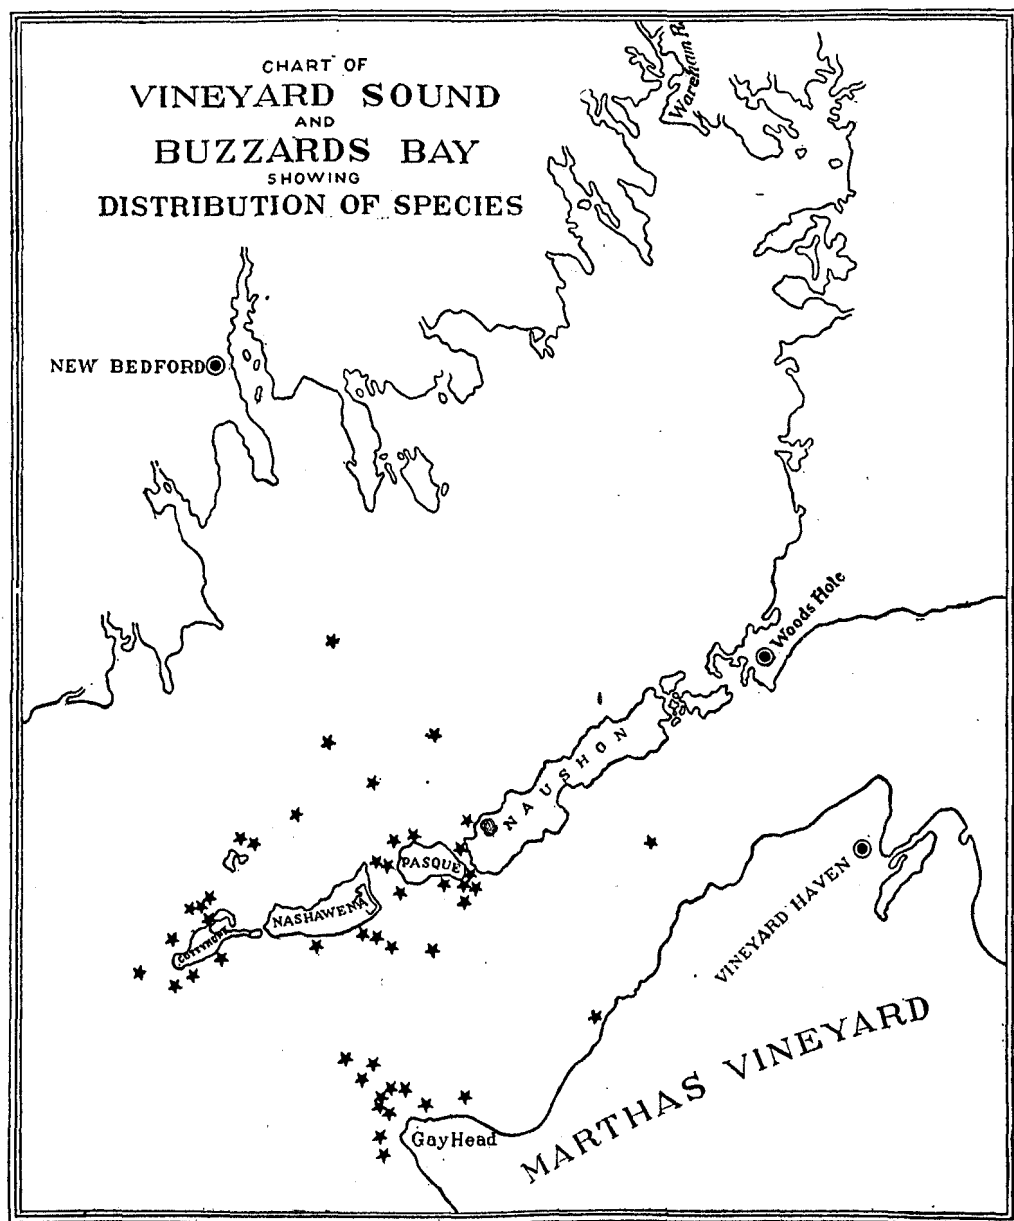 CHART OF
VINEYARD SOUND
AND
BUZZARDS BAY
SHOWING
DISTRIBUTION OF SPECIES
Wareham R.
NEW BEDFORD
Woods Hole
NAUSHON
PASQUE
NASHAWENA
CUTTYHUNK
VINEYARD HAVEN
MARTHAS VINEYARD
Gay Head